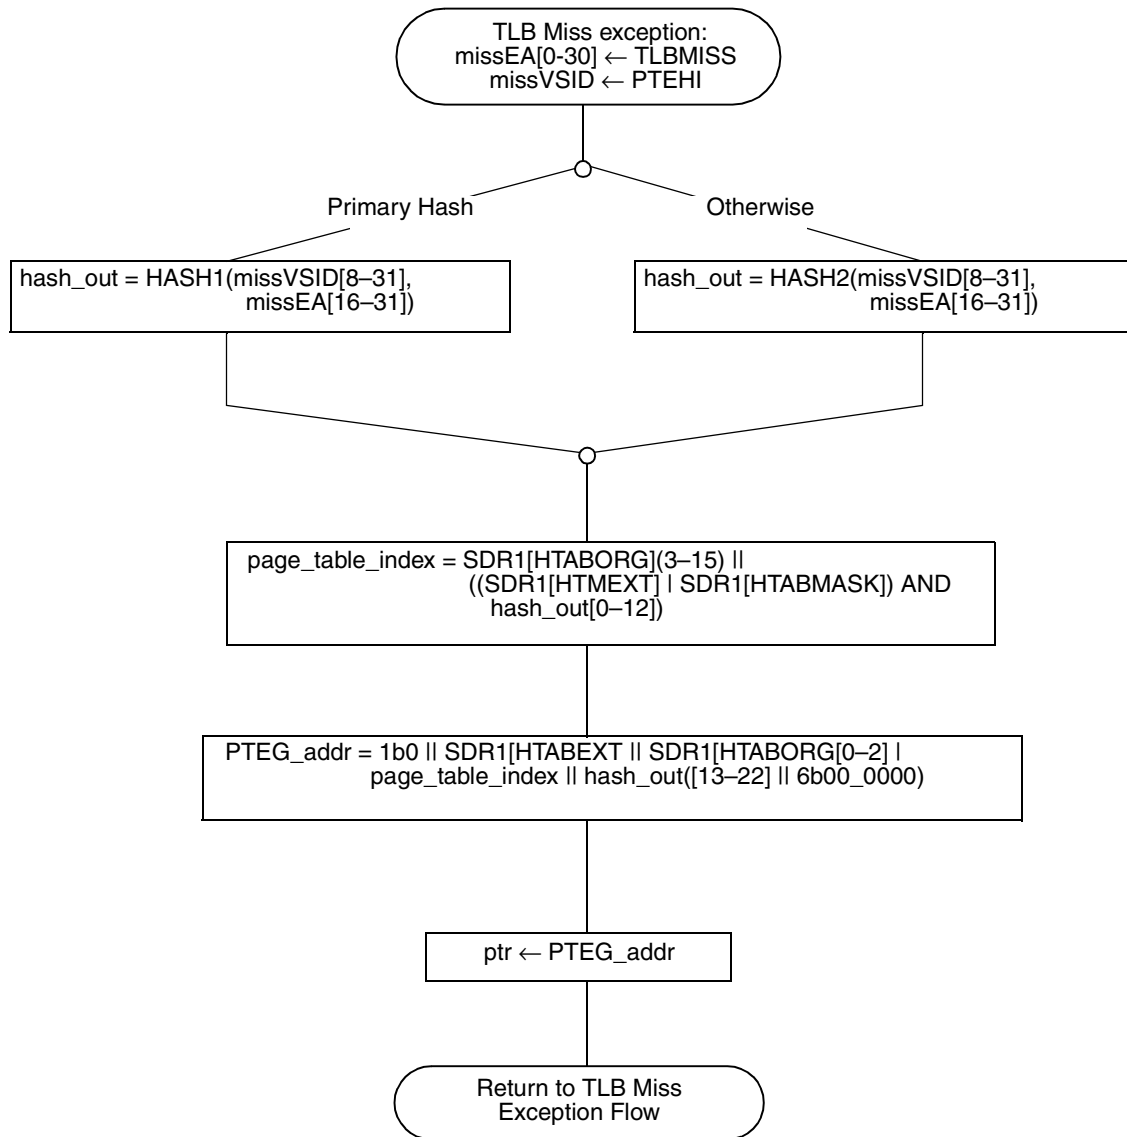 TLB Miss exception:
missEA[0-30] ← TLBMISS
missVSID ← PTEHI
Primary Hash
Otherwise
hash_out = HASH1(missVSID[8–31],
missEA[16–31])
hash_out = HASH2(missVSID[8–31],
missEA[16–31])
page_table_index = SDR1[HTABORG](3–15) ||
((SDR1[HTMEXT] | SDR1[HTABMASK]) AND
hash_out[0–12])
PTEG_addr = 1b0 || SDR1[HTABEXT || SDR1[HTABORG[0–2] |
page_table_index || hash_out([13–22] || 6b00_0000)
ptr ← PTEG_addr
Return to TLB Miss
Exception Flow